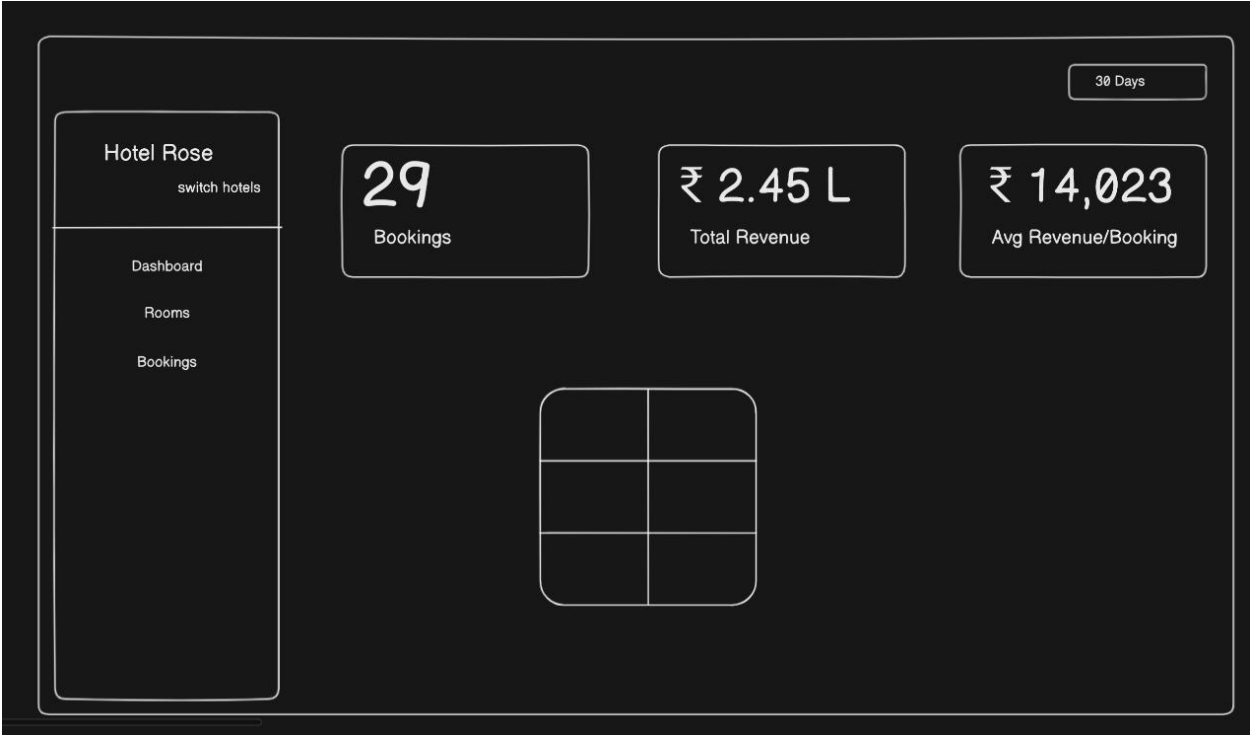 30 Days
Hotel Rose
switch hotels
Dashboard
Rooms
Bookings
29
Bookings
₹ 2.45 L
Total Revenue
₹ 14,023
Avg Revenue/Booking